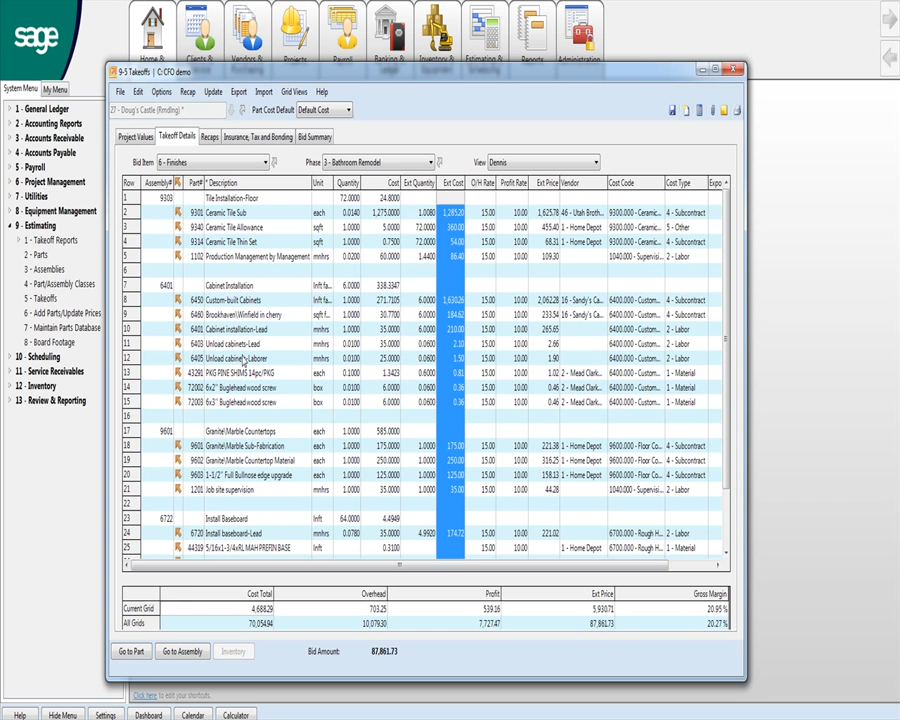 sage
Home &
Clients &
Vendors &
Projects
Payroll
Banking &
Inventory &
Estimating &
Reports
Administration
System Menu
My Menu
1 - General Ledger
2 - Accounting Reports
3 - Accounts Receivable
4 - Accounts Payable
5 - Payroll
6 - Project Management
7 - Utilities
8 - Equipment Management
9 - Estimating
1 - Takeoff Reports
2 - Parts
3 - Assemblies
4 - Part/Assembly Classes
5 - Takeoffs
6 - Add Parts/Update Prices
7 - Maintain Parts Database
8 - Board Footage
10 - Scheduling
11 - Service Receivables
12 - Inventory
13 - Review & Reporting
9-5 Takeoffs | C: CFO demo
File Edit Options Recap Update Export Import Grid Views Help
27 - Doug's Castle (Rmdlng) * Part Cost Default Default Cost
Project Values Takeoff Details Recaps Insurance, Tax and Bonding Bid Summary
Bid Item 6 - Finishes Phase 3 - Bathroom Remodel View Dennis
Row Assembly# Part# * Description Unit Quantity Cost Ext Quantity Ext Cost O/H Rate Profit Rate Ext Price Vendor Cost Code Cost Type Expo
1 9303 Tile Installation-Floor 72.0000 24.8000
2 9301 Ceramic Tile Sub each 0.0140 1,275.0000 1.0080 1,285.20 15.00 10.00 1,625.78 46 - Utah Broth... 9300.000 - Ceramic... 4 - Subcontract
3 9340 Ceramic Tile Allowance sqft 1.0000 5.0000 72.0000 360.00 15.00 10.00 455.40 1 - Home Depot 9300.000 - Ceramic... 5 - Other
4 9314 Ceramic Tile Thin Set sqft 1.0000 0.7500 72.0000 54.00 15.00 10.00 68.31 1 - Home Depot 9300.000 - Ceramic... 4 - Subcontract
5 1102 Production Management by Management mnhrs 0.0200 60.0000 1.4400 86.40 15.00 10.00 109.30 1040.000 - Supervisi... 2 - Labor
6
7 6401 Cabinet Installation lnft fa... 6.0000 338.3347
8 6450 Custom-built Cabinets lnft fa... 1.0000 271.7105 6.0000 1,630.26 15.00 10.00 2,062.28 16 - Sandy's Ca... 6400.000 - Custom... 4 - Subcontract
9 6460 Brookhaven\Winfield in cherry sqft f... 1.0000 30.7700 6.0000 184.62 15.00 10.00 233.54 16 - Sandy's Ca... 6400.000 - Custom... 4 - Subcontract
10 6401 Cabinet installation-Lead mnhrs 1.0000 35.0000 6.0000 210.00 15.00 10.00 265.65 6400.000 - Custom... 2 - Labor
11 6403 Unload cabinets-Lead mnhrs 0.0100 35.0000 0.0600 2.10 15.00 10.00 2.66 6400.000 - Custom... 2 - Labor
12 6405 Unload cabinets-Laborer mnhrs 0.0100 25.0000 0.0600 1.50 15.00 10.00 1.90 6400.000 - Custom... 2 - Labor
13 43291 PKG PINE SHIMS 14pc/PKG each 0.1000 1.3423 0.6000 0.81 15.00 10.00 1.02 2 - Mead Clark... 6400.000 - Custom... 1 - Material
14 72002 6x2" Buglehead wood screw box 0.0100 6.0000 0.0600 0.36 15.00 10.00 0.46 2 - Mead Clark... 6400.000 - Custom... 1 - Material
15 72003 6x3" Buglehead wood screw box 0.0100 6.0000 0.0600 0.36 15.00 10.00 0.46 2 - Mead Clark... 6400.000 - Custom... 1 - Material
16
17 9601 Granite\Marble Countertops each 1.0000 585.0000
18 9601 Granite\Marble Sub-Fabrication each 1.0000 175.0000 1.0000 175.00 15.00 10.00 221.38 1 - Home Depot 9600.000 - Floor Co... 4 - Subcontract
19 9602 Granite\Marble Countertop Material each 1.0000 250.0000 1.0000 250.00 15.00 10.00 316.25 1 - Home Depot 9600.000 - Floor Co... 4 - Subcontract
20 9603 1-1/2" Full Bullnose edge upgrade each 1.0000 125.0000 1.0000 125.00 15.00 10.00 158.13 1 - Home Depot 9600.000 - Floor Co... 4 - Subcontract
21 1201 Job site supervision mnhrs 1.0000 35.0000 1.0000 35.00 15.00 10.00 44.28 1040.000 - Supervisi... 2 - Labor
22
23 6722 Install Baseboard lnft 64.0000 4.4949
24 6720 Install baseboard-Lead mnhrs 0.0780 35.0000 4.9920 174.72 15.00 10.00 221.02 6700.000 - Rough H... 2 - Labor
25 44319 5/16x1-3/4xRL MAH PREFIN BASE lnft 0.3100 15.00 10.00 1 - Home Depot 6700.000 - Rough H... 1 - Material
Cost Total Overhead Profit Ext Price Gross Margin
Current Grid 4,688.29 703.25 539.16 5,930.71 20.95 %
All Grids 70,054.94 10,079.30 7,727.47 87,861.73 20.27 %
Go to Part Go to Assembly Inventory Bid Amount: 87,861.73
Click here to edit your shortcuts.
Help Hide Menu Settings Dashboard Calendar Calculator